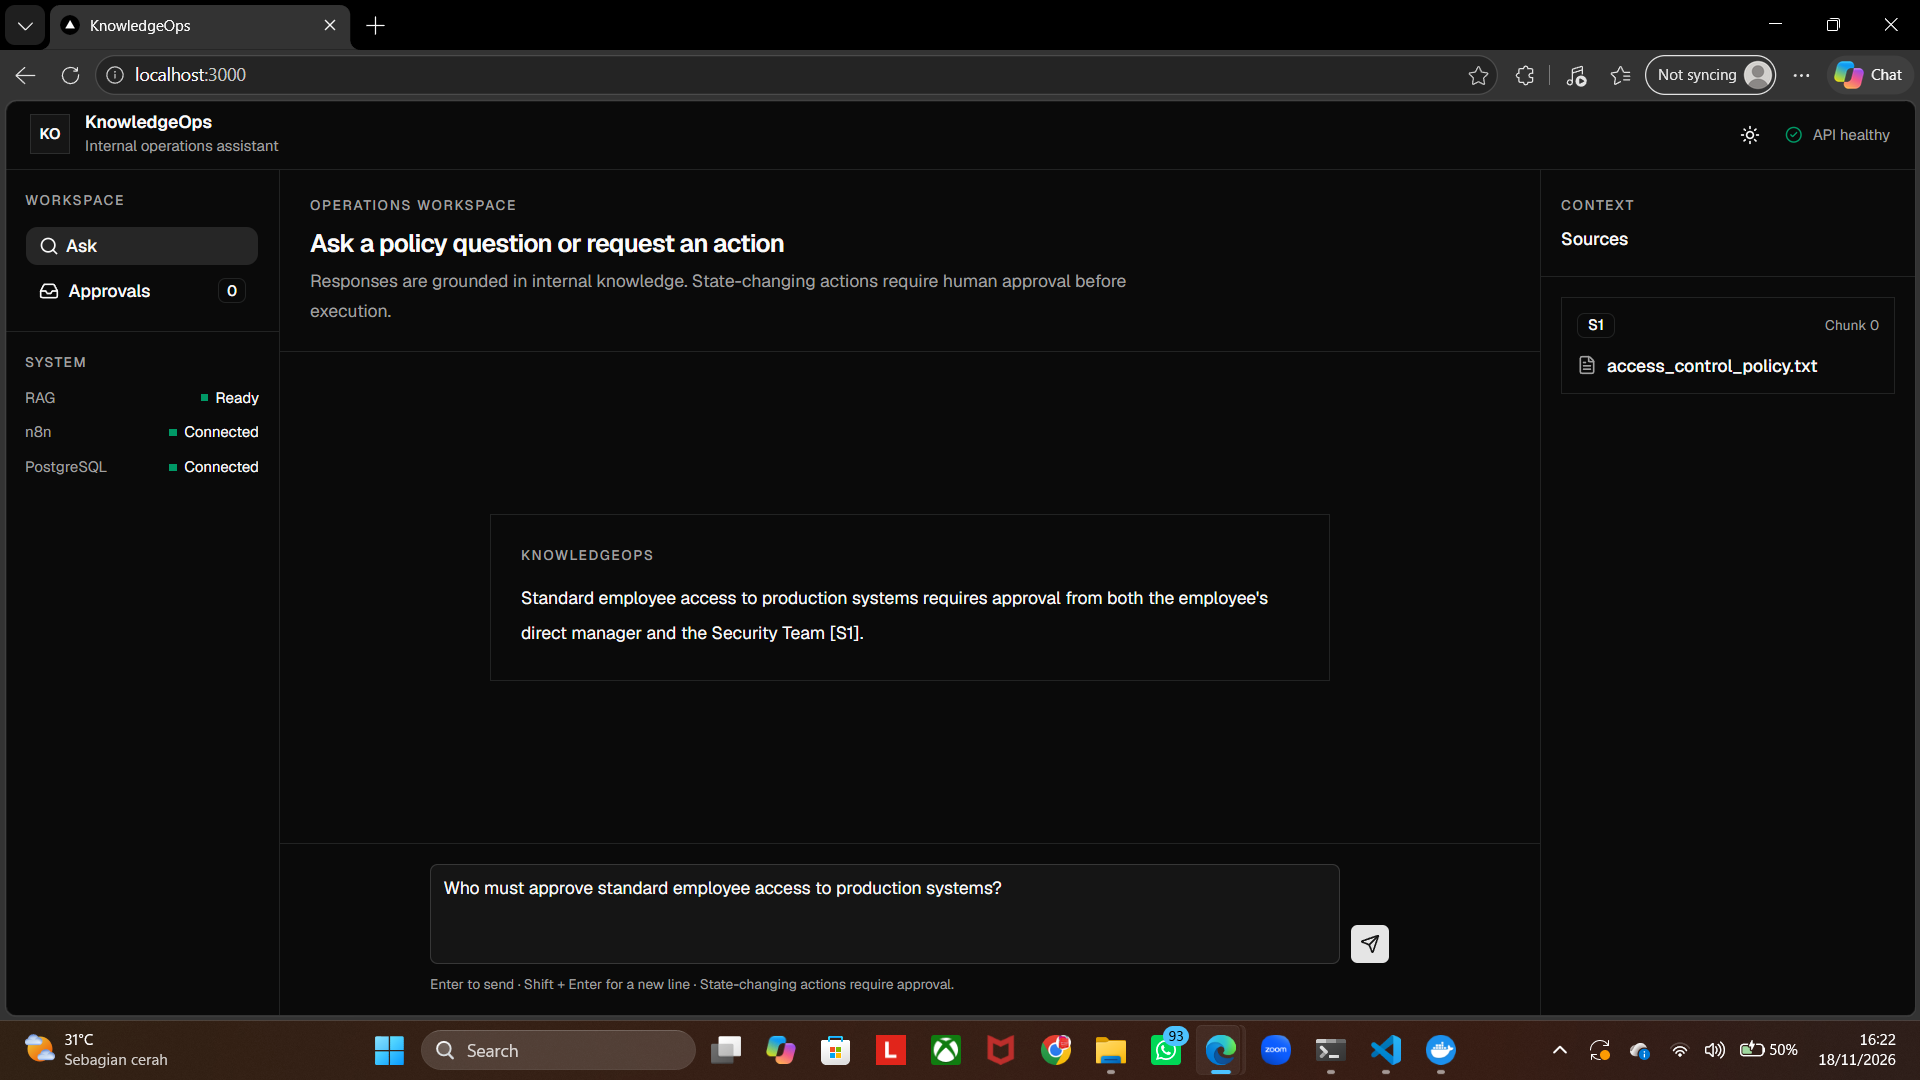 KnowledgeOps
localhost:3000
Not syncing
Chat
KO
KnowledgeOps
Internal operations assistant
API healthy
WORKSPACE
Ask
Approvals 0
SYSTEM
RAG Ready
n8n Connected
PostgreSQL Connected
OPERATIONS WORKSPACE
Ask a policy question or request an action
Responses are grounded in internal knowledge. State-changing actions require human approval before
execution.
KNOWLEDGEOPS
Standard employee access to production systems requires approval from both the employee's
direct manager and the Security Team [S1].
Who must approve standard employee access to production systems?
Enter to send · Shift + Enter for a new line · State-changing actions require approval.
CONTEXT
Sources
S1 Chunk 0
access_control_policy.txt
31°C
Sebagian cerah
Search
L
93
zoom
50%
16:22
18/11/2026